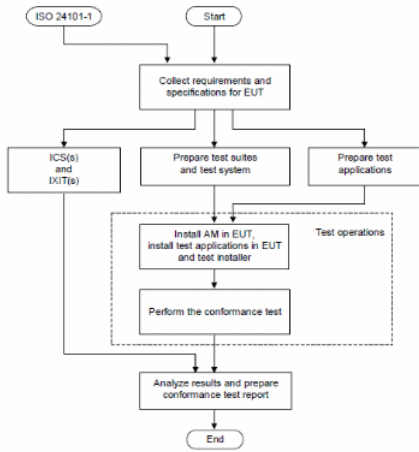 ISO 24101-1
Start
Collect requirements and
specifications for EUT
ICS(s)
and
IXIT(s)
Prepare test suites
and test system
Prepare test
applications
Install AM in EUT,
install test applications in EUT
and test installer
Test operations
Perform the conformance test
Analyze results and prepare
conformance test report
End